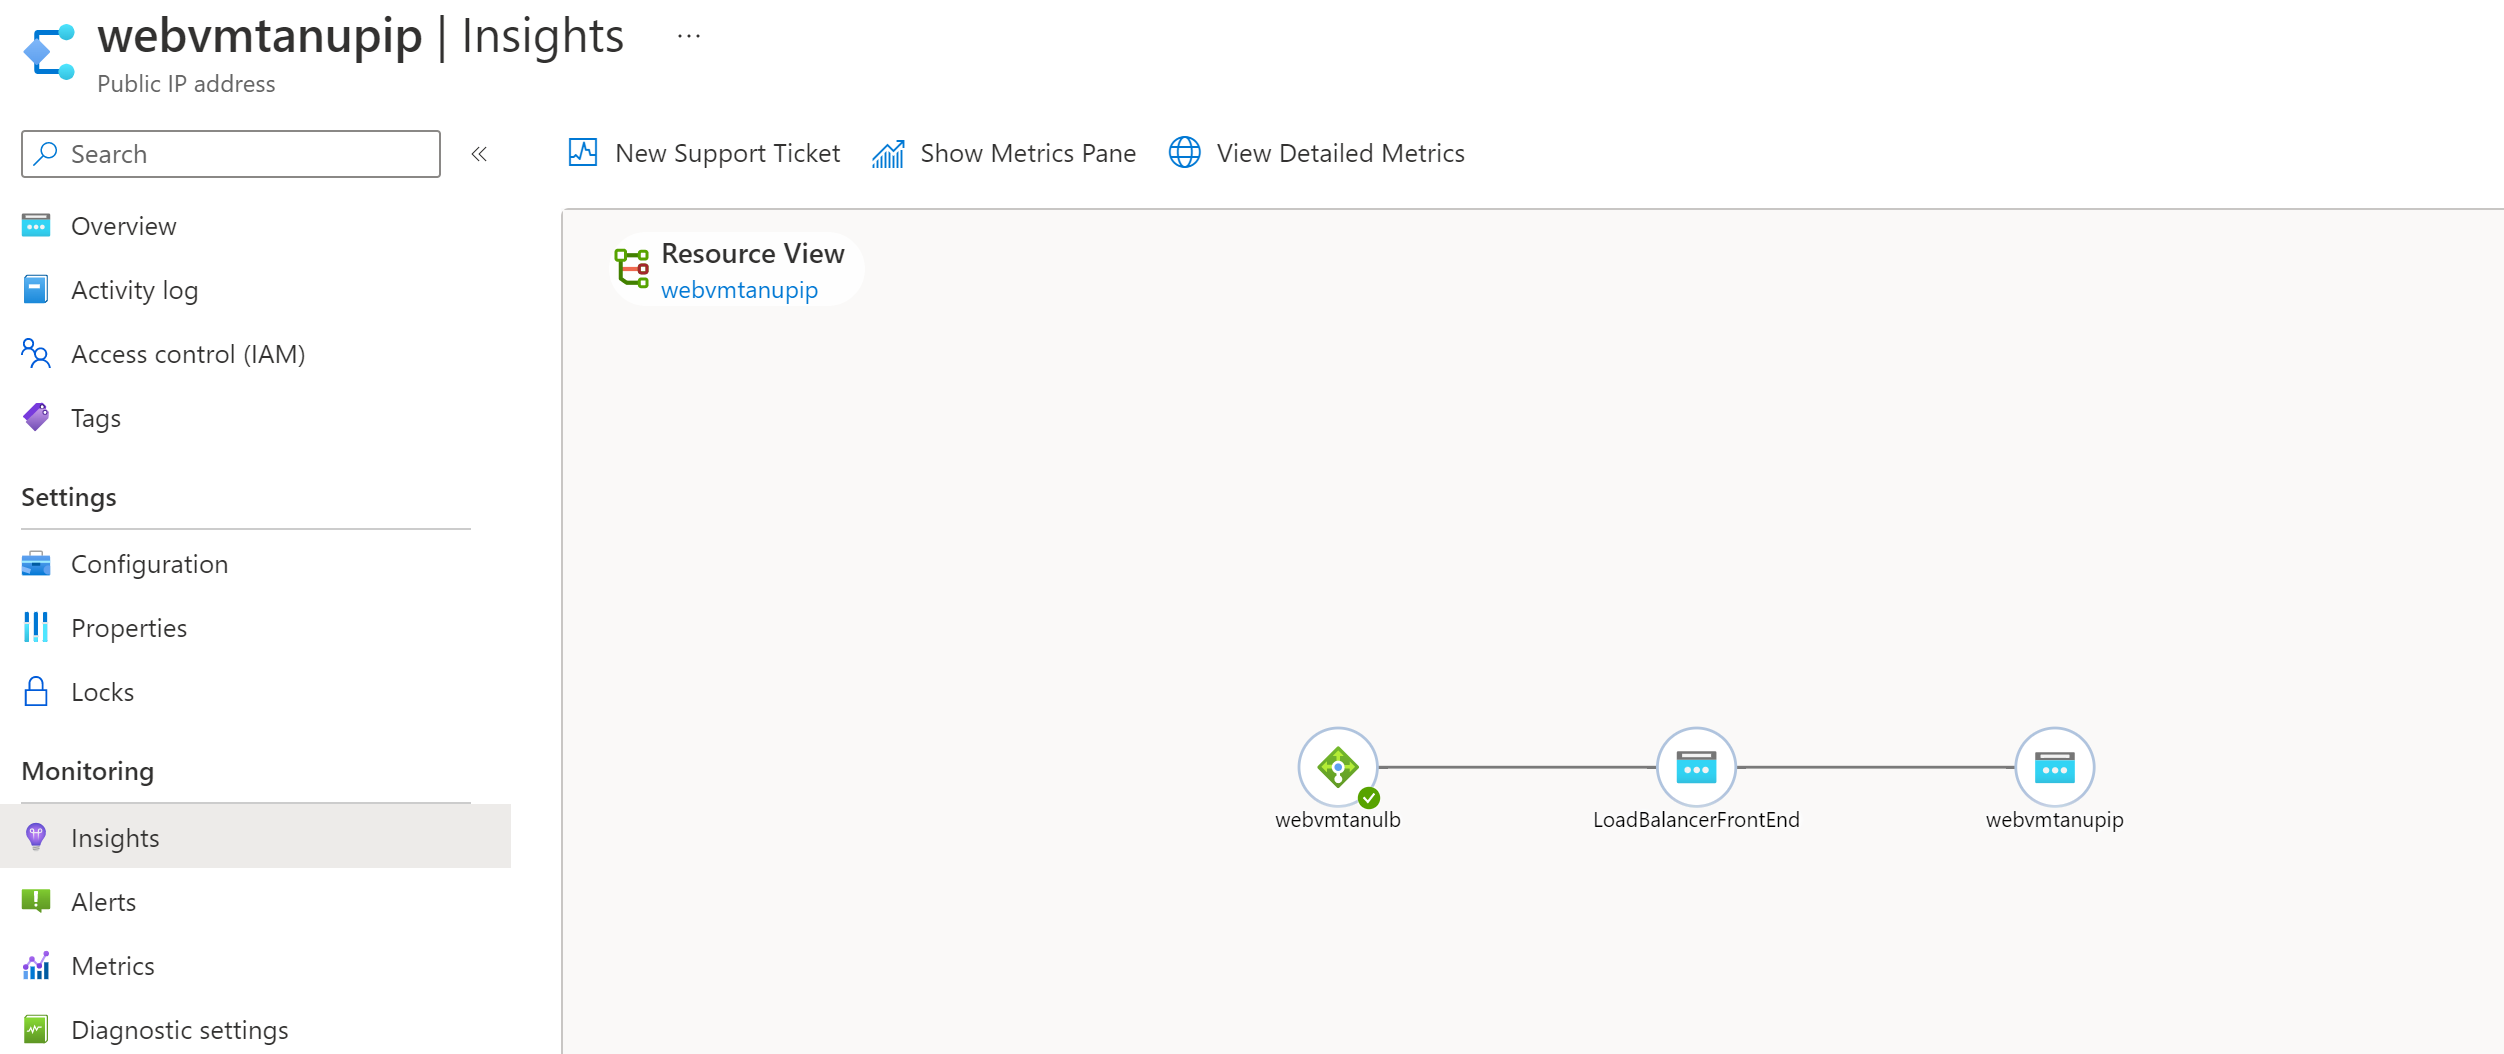 webvmtanupip | Insights ...
Public IP address
Search
«
New Support Ticket
Show Metrics Pane
View Detailed Metrics
Overview
Activity log
Access control (IAM)
Tags
Settings
Configuration
Properties
Locks
Monitoring
Insights
Alerts
Metrics
Diagnostic settings
Resource View
webvmtanupip
webvmtanulb
LoadBalancerFrontEnd
webvmtanupip